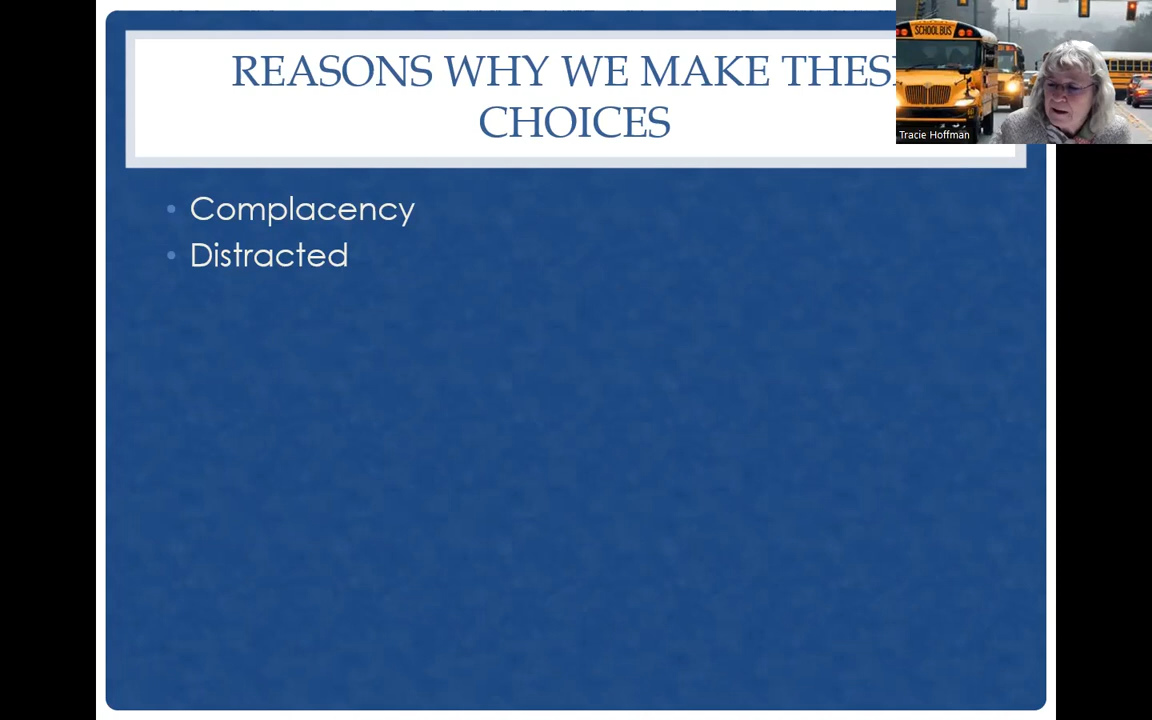 REASONS WHY WE MAKE THES
CHOICES
SCHOOL BUS
Tracie Hoffman
Complacency
Distracted